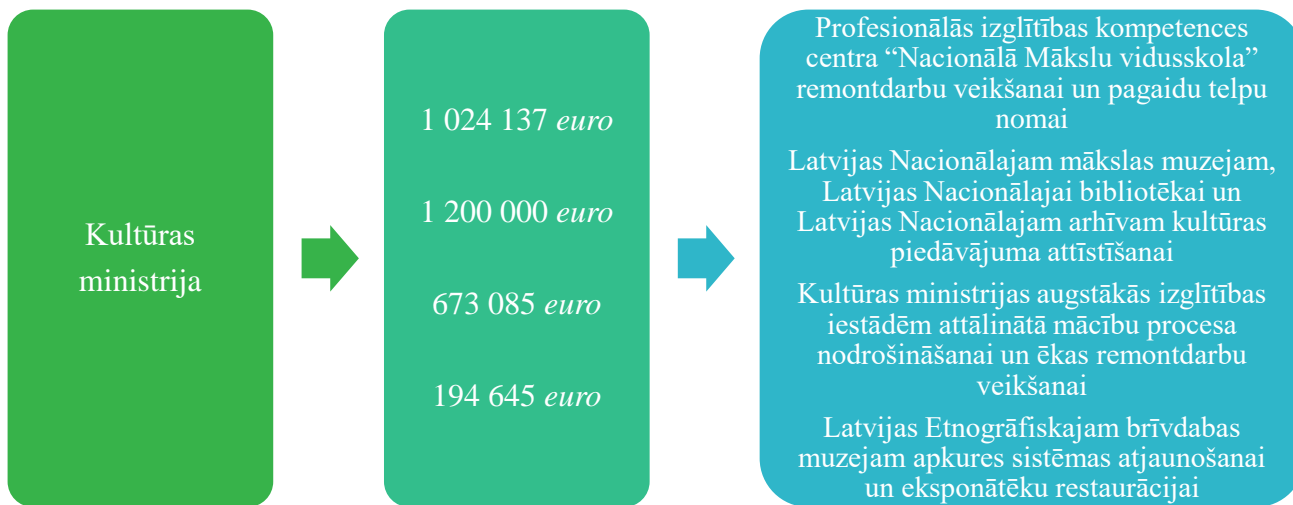 Kultūras
ministrija
1 024 137 euro
1 200 000 euro
673 085 euro
194 645 euro
Profesionālās izglītības kompetences
centra “Nacionālā Mākslu vidusskola”
remontdarbu veikšanai un pagaidu telpu
nomai
Latvijas Nacionālajam mākslas muzejam,
Latvijas Nacionālajai bibliotēkai un
Latvijas Nacionālajam arhīvam kultūras
piedāvājuma attīstīšanai
Kultūras ministrijas augstākās izglītības
iestādēm attālinātā mācību procesa
nodrošināšanai un ēkas remontdarbu
veikšanai
Latvijas Etnogrāfiskajam brīvdabas
muzejam apkures sistēmas atjaunošanai
un eksponātēku restaurācijai